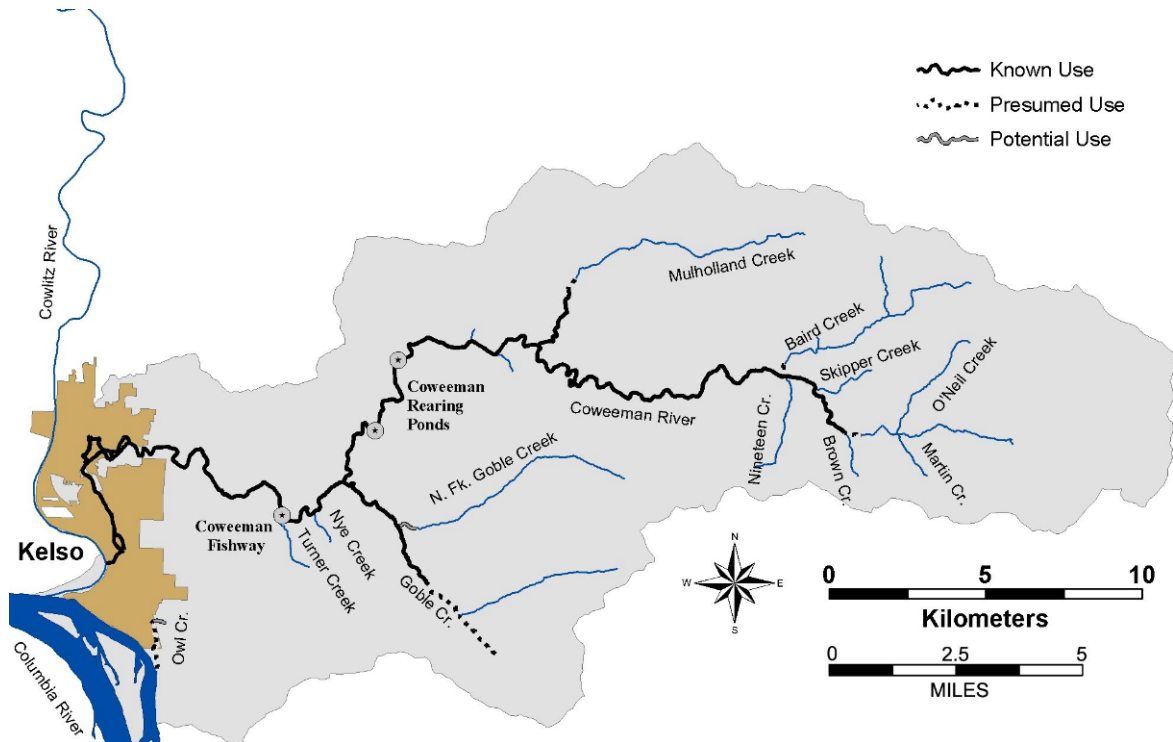 Known Use
Presumed Use
Potential Use
Cowlitz River
Mulholland Creek
Baird Creek
Skipper Creek
O'Neil Creek
Coweeman
Rearing
Ponds
Coweeman River
Nineteen Cr.
Brown Cr.
Martin Cr.
N. Fk. Goble Creek
Coweeman
Fishway
Turner Creek
Nye Creek
Goble Cr.
Kelso
Owl Cr.
Columbia River
N
W
E
S
0 5 10
Kilometers
0 2.5 5
MILES